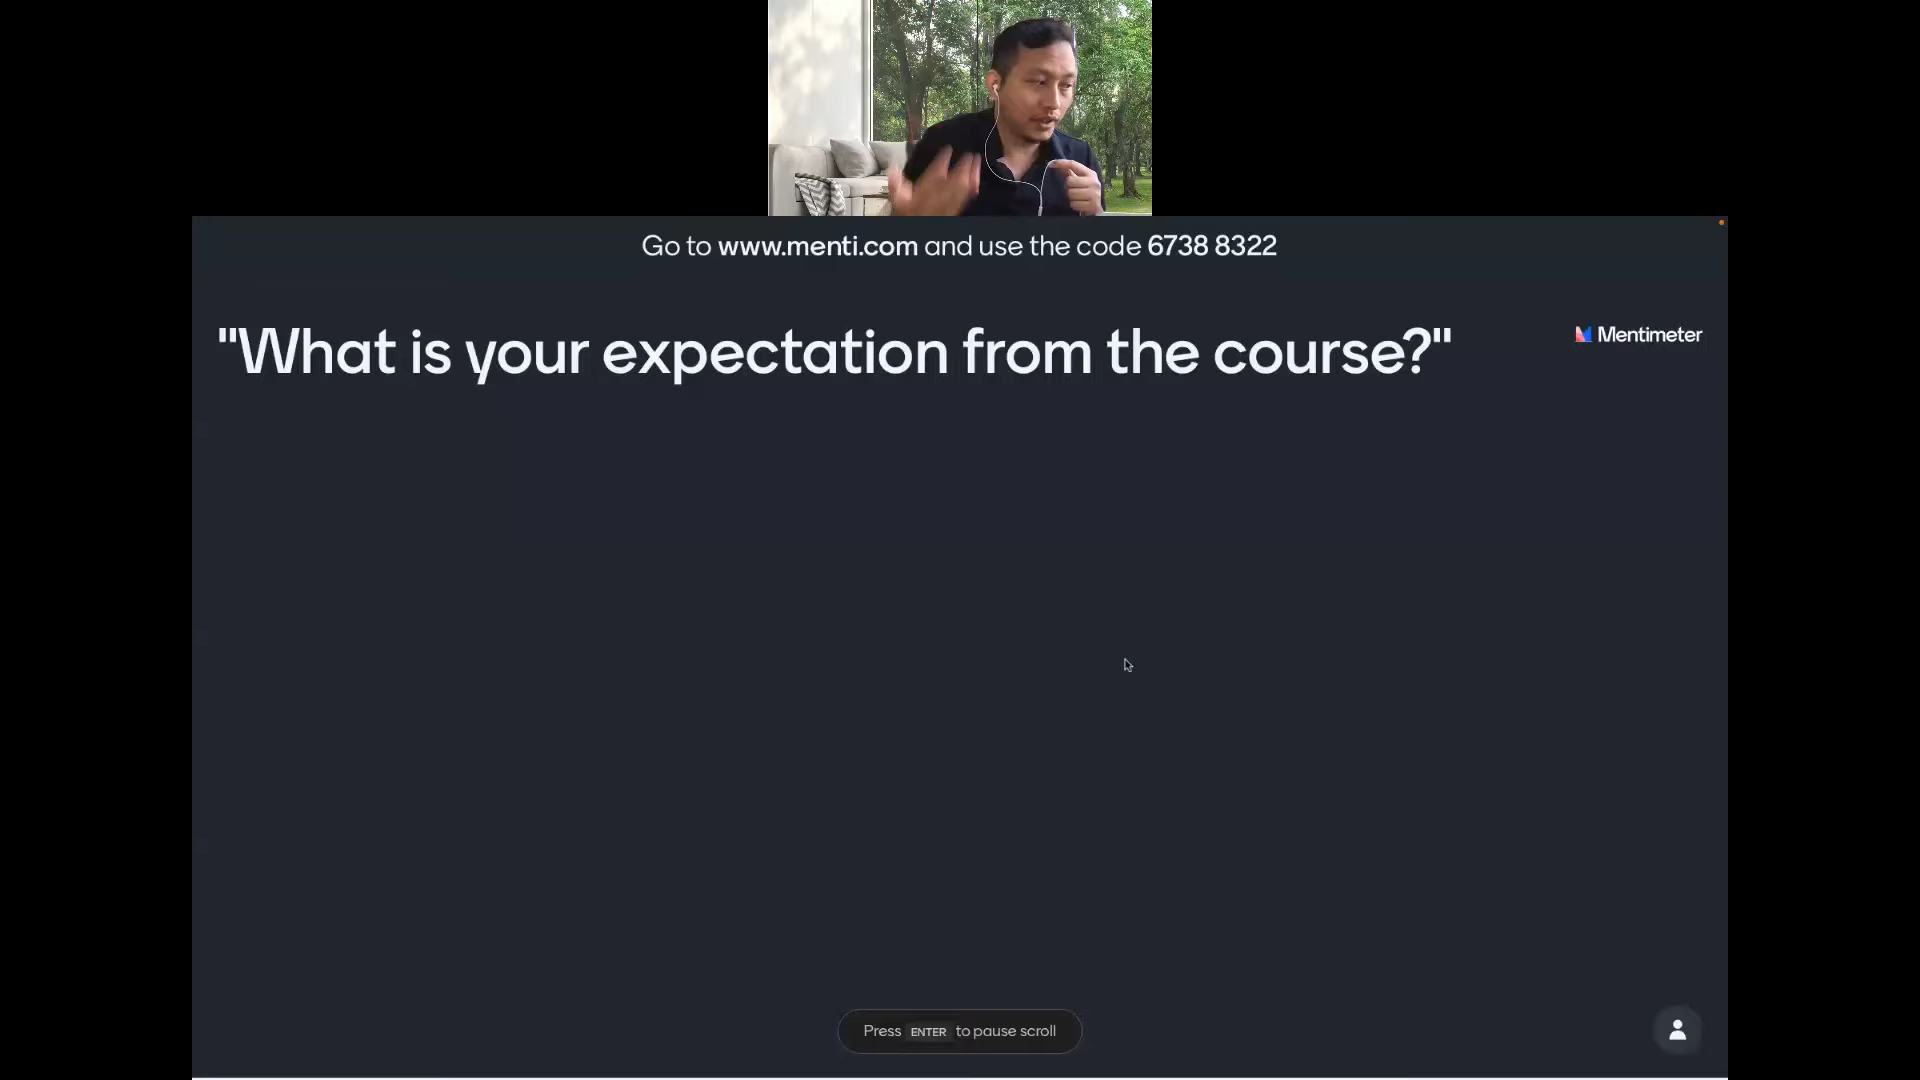 Go to www.menti.com and use the code 6738 8322
"What is your expectation from the course?"
Mentimeter
Press ENTER to pause scroll